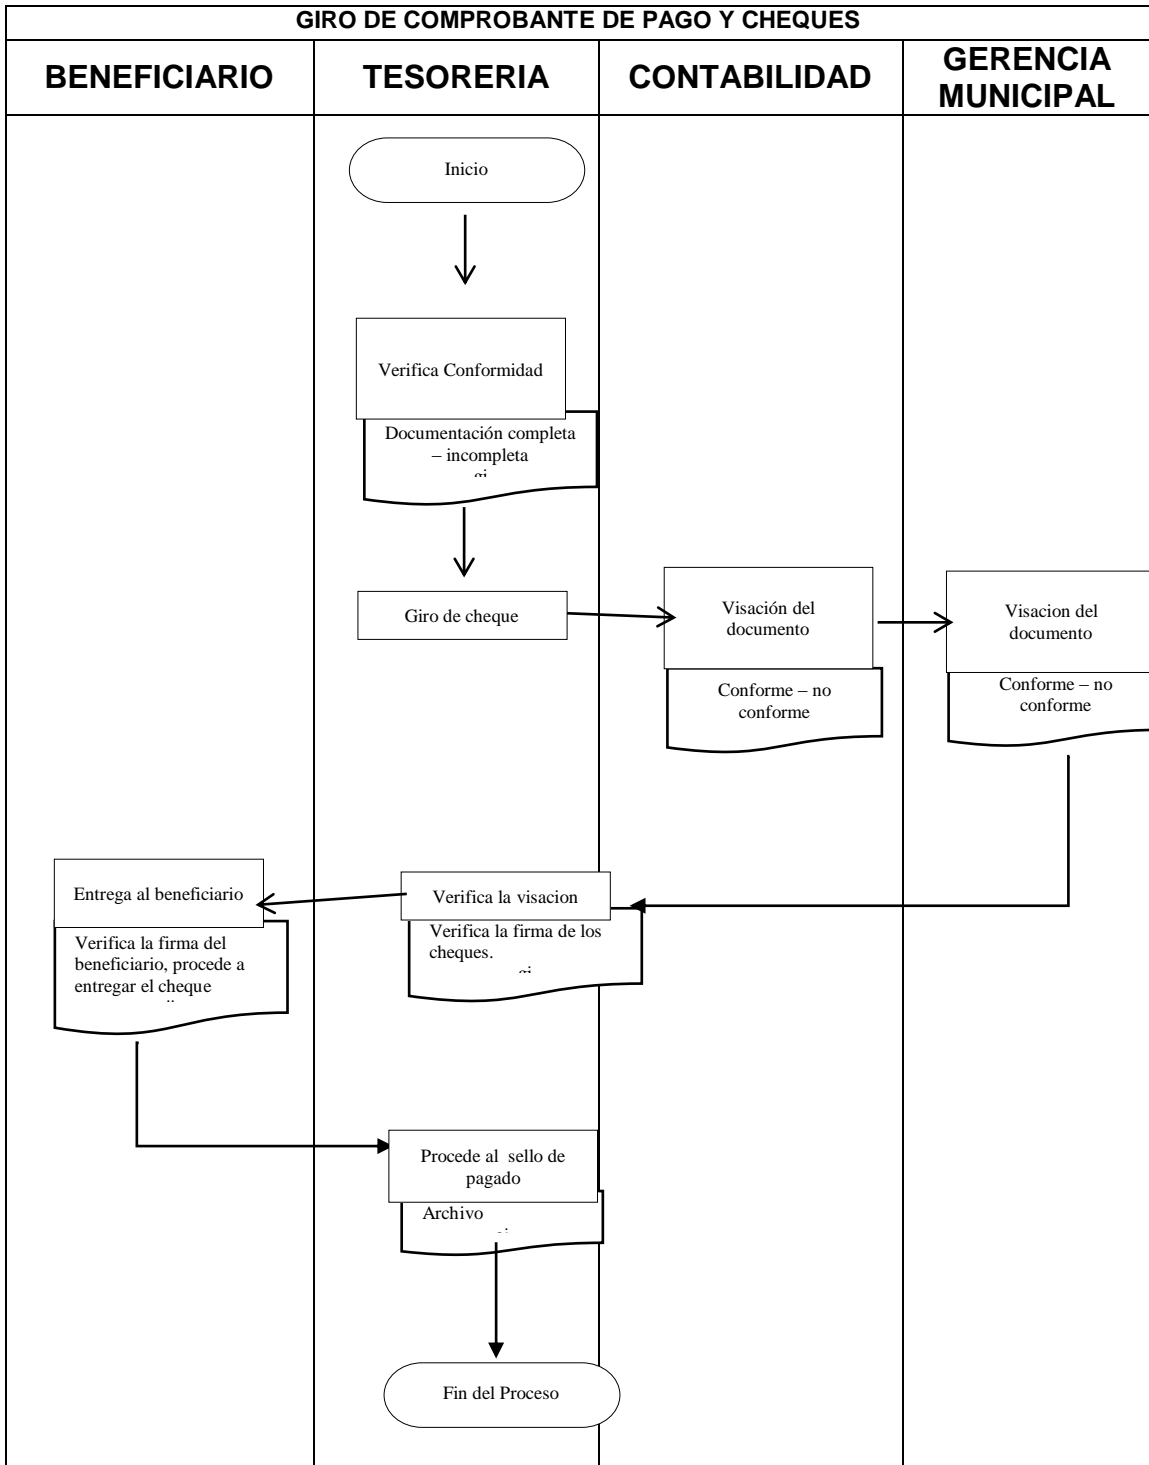 GIRO DE COMPROBANTE DE PAGO Y CHEQUES
BENEFICIARIO
TESORERIA
CONTABILIDAD
GERENCIA
MUNICIPAL
Inicio
Verifica Conformidad
Documentación completa
– incompleta
Giro de cheque
Visación del
documento
Conforme – no
conforme
Visacion del
documento
Conforme – no
conforme
Entrega al beneficiario
Verifica la firma del
beneficiario, procede a
entregar el cheque
Verifica la visacion
Verifica la firma de los
cheques.
Procede al  sello de
pagado
Archivo
Fin del Proceso